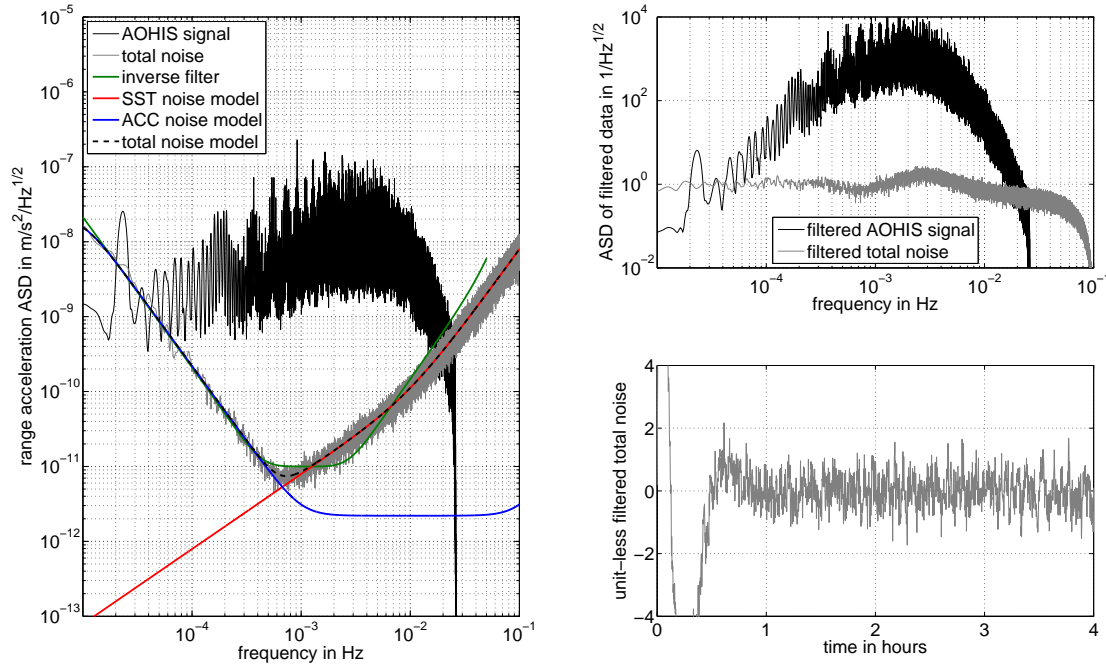 10⁻⁵
10⁻⁶
10⁻⁷
10⁻⁸
10⁻⁹
10⁻¹⁰
10⁻¹¹
10⁻¹²
10⁻¹³
range acceleration ASD in m/s²/Hz^1/2
AOHIS signal
total noise
inverse filter
SST noise model
ACC noise model
total noise model
10⁻⁴
10⁻³
10⁻²
10⁻¹
frequency in Hz
10⁴
10²
10⁰
10⁻²
ASD of filtered data in 1/Hz^1/2
filtered AOHIS signal
filtered total noise
10⁻⁴
10⁻³
10⁻²
10⁻¹
frequency in Hz
4
2
0
−2
−4
unit−less filtered total noise
0
1
2
3
4
time in hours